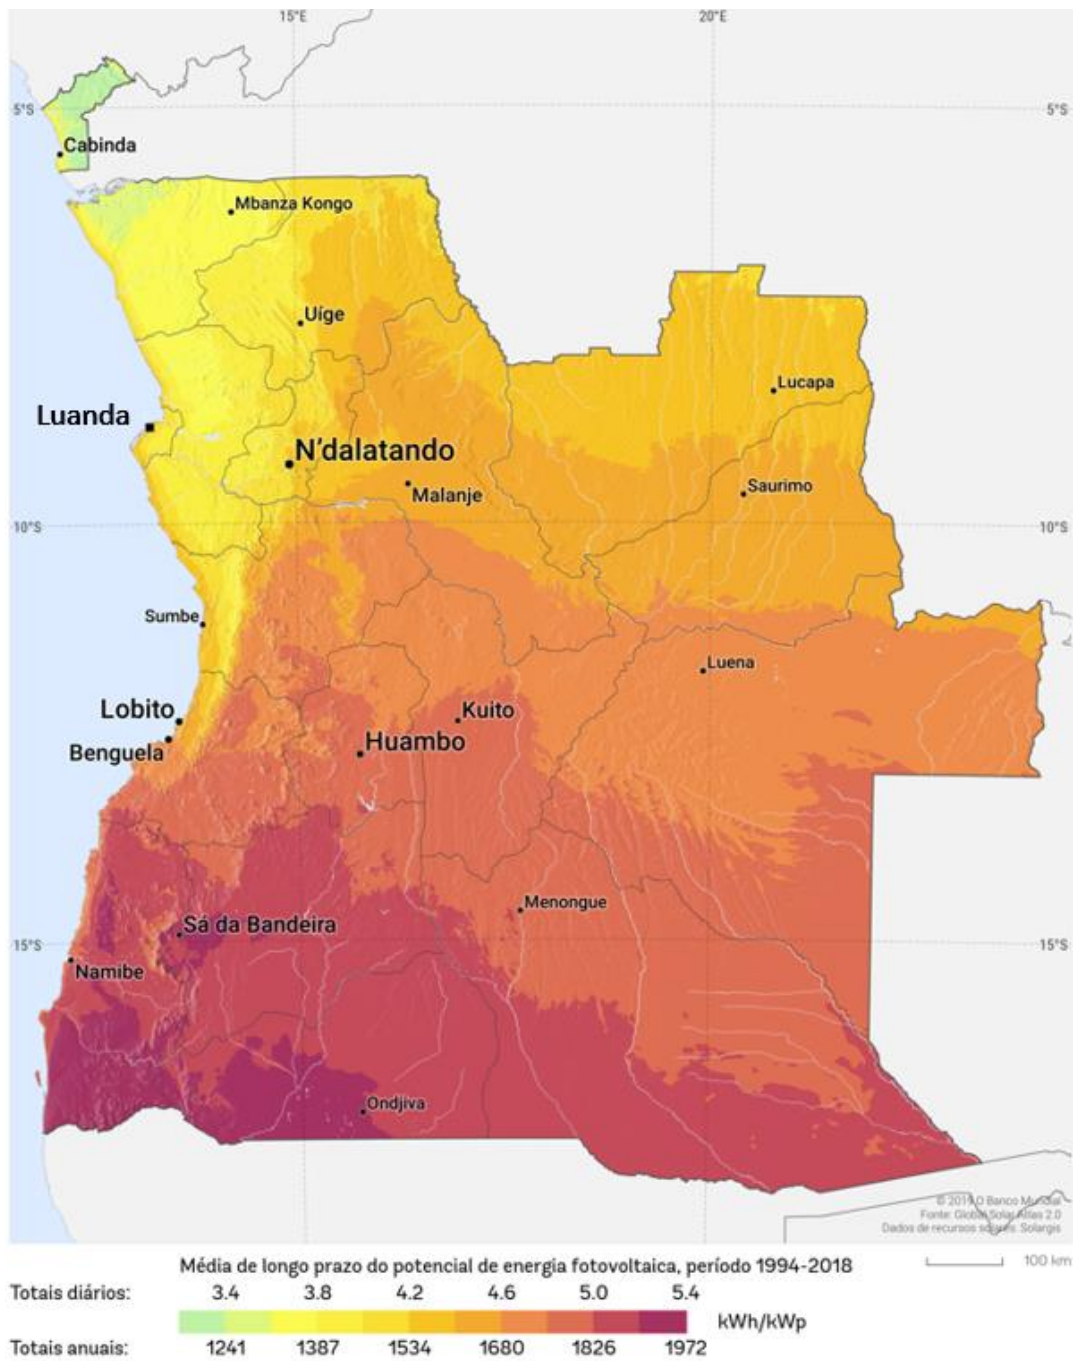 15°E 20°E
5°S 5°S
Cabinda
Mbanza Kongo
Uíge
Lucapa
Luanda
N'dalatando
Malanje
Saurimo
10°S 10°S
Sumbe
Luena
Lobito
Kuito
Benguela
Huambo
Menongue
Sá da Bandeira
15°S 15°S
Namibe
Ondjiva
© 2019 O Banco Mundial
Fonte: Global Solar Atlas 2.0
Dados de recursos solares: Solargis
100 km
Média de longo prazo do potencial de energia fotovoltaica, período 1994-2018
Totais diários: 3.4 3.8 4.2 4.6 5.0 5.4
kWh/kWp
Totais anuais: 1241 1387 1534 1680 1826 1972